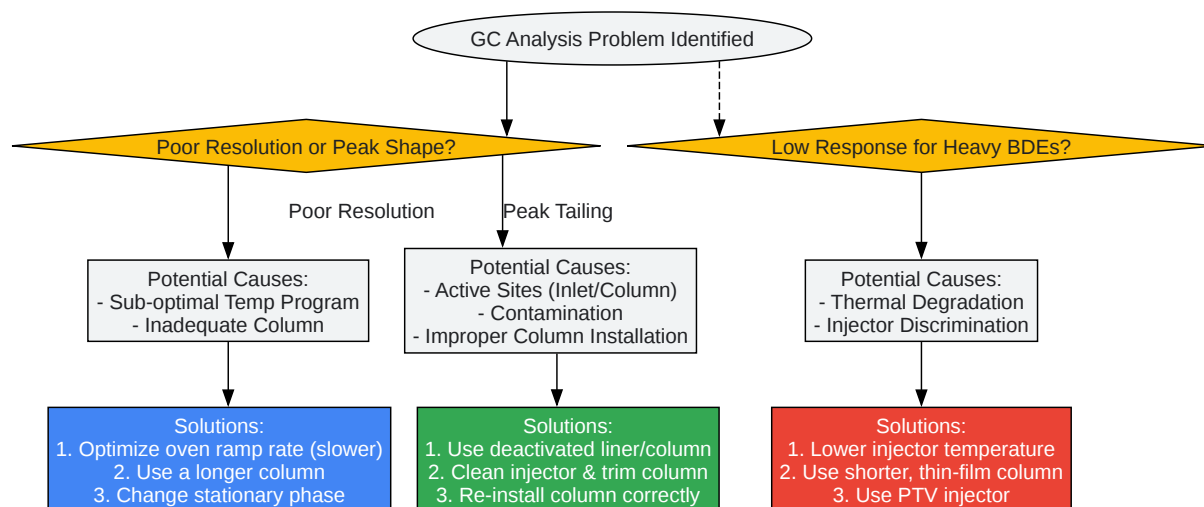 GC Analysis Problem Identified
Poor Resolution or Peak Shape?
Low Response for Heavy BDEs?
Poor Resolution
Peak Tailing
Potential Causes:
- Sub-optimal Temp Program
- Inadequate Column
Potential Causes:
- Active Sites (Inlet/Column)
- Contamination
- Improper Column Installation
Potential Causes:
- Thermal Degradation
- Injector Discrimination
Solutions:
1. Optimize oven ramp rate (slower)
2. Use a longer column
3. Change stationary phase
Solutions:
1. Use deactivated liner/column
2. Clean injector & trim column
3. Re-install column correctly
Solutions:
1. Lower injector temperature
2. Use shorter, thin-film column
3. Use PTV injector